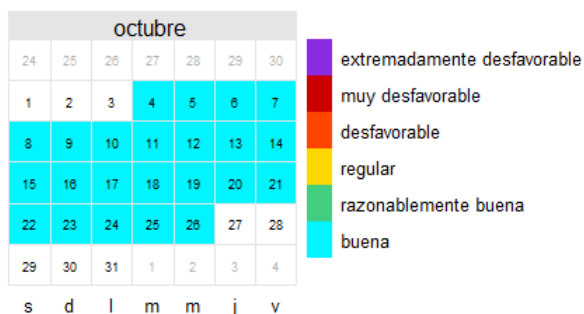 octubre
24 25 26 27 28 29 30
1 2 3 4 5 6 7
8 9 10 11 12 13 14
15 16 17 18 19 20 21
22 23 24 25 26 27 28
29 30 31 1 2 3 4
s d l m m j v
extremadamente desfavorable
muy desfavorable
desfavorable
regular
razonablemente buena
buena